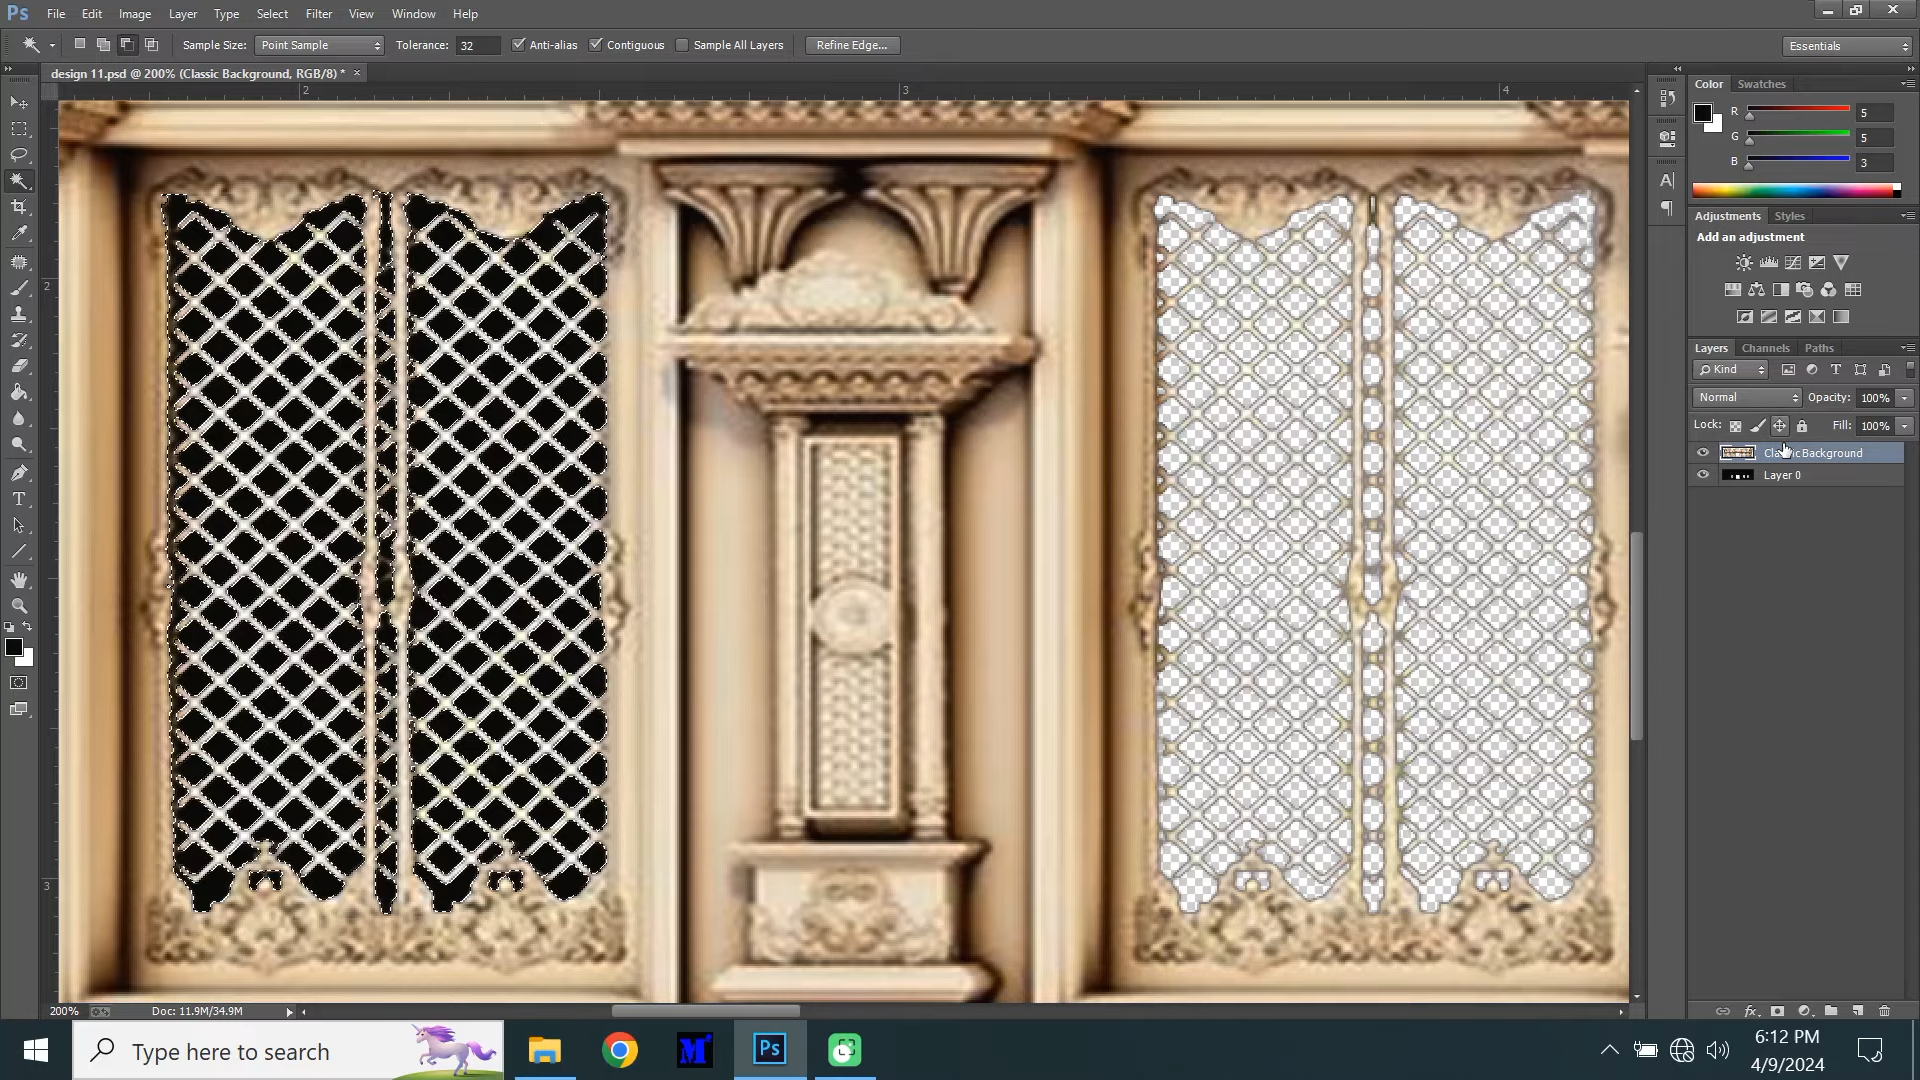 Ps File Edit Image Layer Type Select Filter View Window Help
Sample Size: Point Sample Tolerance: 32 Anti-alias Contiguous Sample All Layers Refine Edge... Essentials
design 11.psd @ 200% (Classic Background, RGB/8) * ×
2 3 4
2
3
Color Swatches
R 5
G 5
B 3
Adjustments Styles
Add an adjustment
Layers Channels Paths
Kind
Normal Opacity: 100%
Lock: Fill: 100%
Classic Background
Layer 0
200% Doc: 11.9M/34.9M
Type here to search
Ps
6:12 PM
4/9/2024